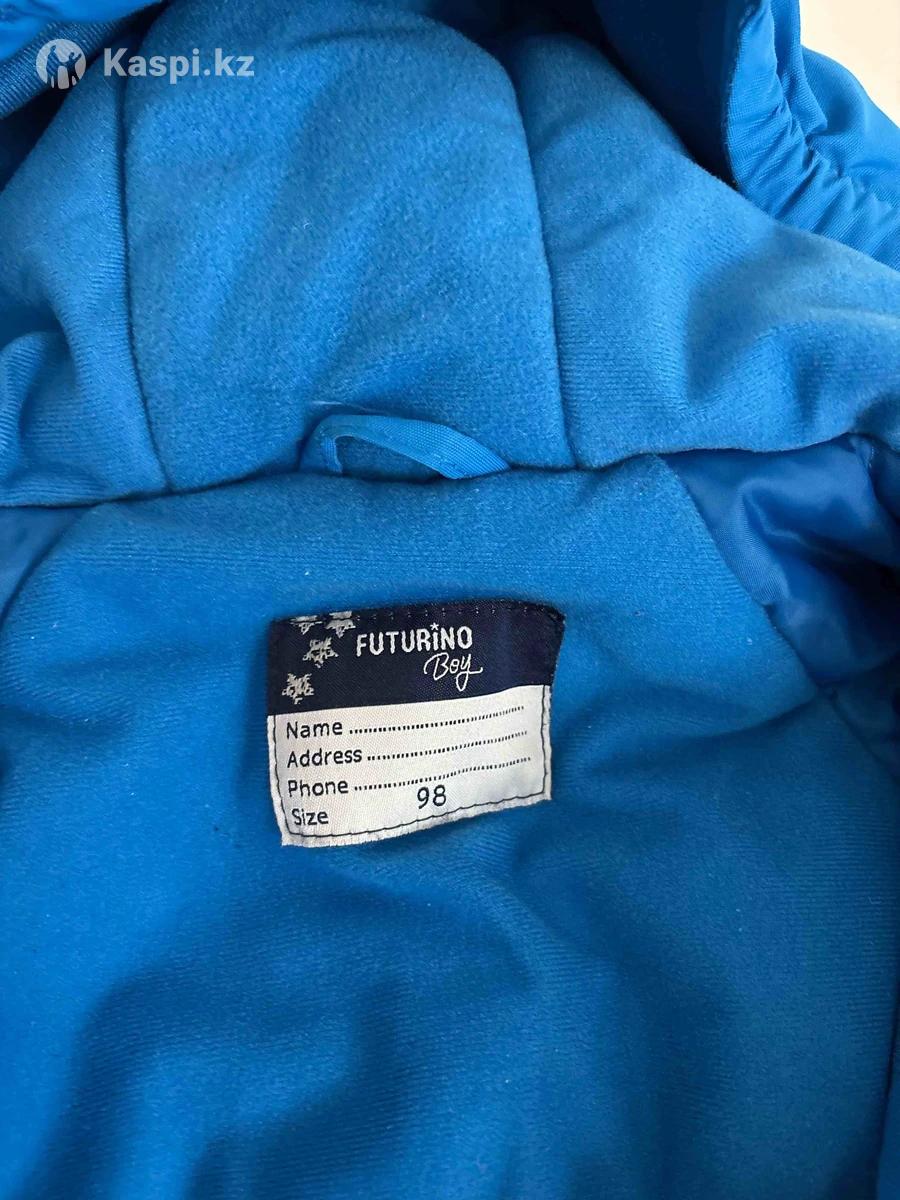 Kaspi.kz
FUTURiNO
Boy
Name ....................................
Address .................................
Phone ...................................
Size 98